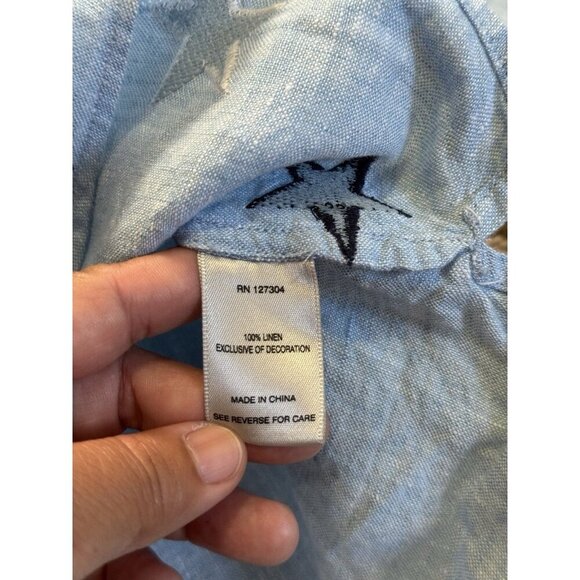 RN 127304
100% LINEN
EXCLUSIVE OF DECORATION
MADE IN CHINA
SEE REVERSE FOR CARE